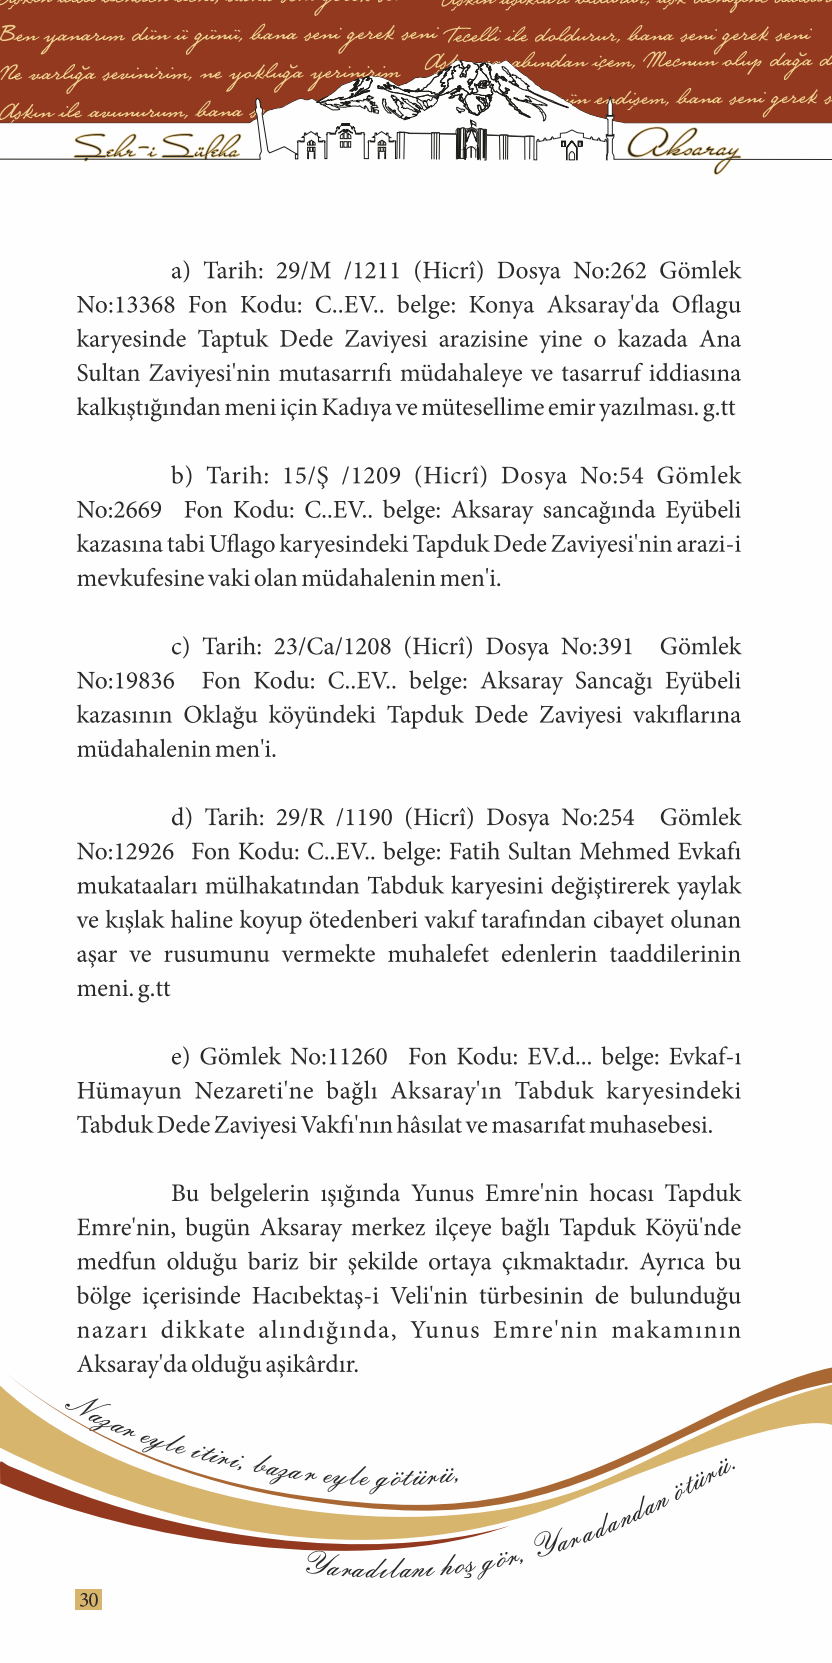 Ben yanarım dün ü günü, bana seni gerek seni Tecelli ile doldurur, bana seni gerek seni
Ne varlığa sevinirim, ne yokluğa yerinirim
abından içem, Mecnun olup dağa d
Aşkın ile avunurum, bana s
ün endişem, bana seni gerek s
Şehr-i Süleha
Aksaray
a) Tarih: 29/M /1211 (Hicrî) Dosya No:262 Gömlek
No:13368 Fon Kodu: C..EV.. belge: Konya Aksaray'da Oflagu
karyesinde Taptuk Dede Zaviyesi arazisine yine o kazada Ana
Sultan Zaviyesi'nin mutasarrıfı müdahaleye ve tasarruf iddiasına
kalkıştığından meni için Kadıya ve mütesellime emir yazılması. g.tt
b) Tarih: 15/Ş /1209 (Hicrî) Dosya No:54 Gömlek
No:2669 Fon Kodu: C..EV.. belge: Aksaray sancağında Eyübeli
kazasına tabi Uflago karyesindeki Tapduk Dede Zaviyesi'nin arazi-i
mevkufesine vaki olan müdahalenin men'i.
c) Tarih: 23/Ca/1208 (Hicrî) Dosya No:391 Gömlek
No:19836 Fon Kodu: C..EV.. belge: Aksaray Sancağı Eyübeli
kazasının Oklağu köyündeki Tapduk Dede Zaviyesi vakıflarına
müdahalenin men'i.
d) Tarih: 29/R /1190 (Hicrî) Dosya No:254 Gömlek
No:12926 Fon Kodu: C..EV.. belge: Fatih Sultan Mehmed Evkafı
mukataaları mülhakatından Tabduk karyesini değiştirerek yaylak
ve kışlak haline koyup ötedenberi vakıf tarafından cibayet olunan
aşar ve rusumunu vermekte muhalefet edenlerin taaddilerinin
meni. g.tt
e) Gömlek No:11260 Fon Kodu: EV.d... belge: Evkaf-ı
Hümayun Nezareti'ne bağlı Aksaray'ın Tabduk karyesindeki
Tabduk Dede Zaviyesi Vakfı'nın hâsılat ve masarıfat muhasebesi.
Bu belgelerin ışığında Yunus Emre'nin hocası Tapduk
Emre'nin, bugün Aksaray merkez ilçeye bağlı Tapduk Köyü'nde
medfun olduğu bariz bir şekilde ortaya çıkmaktadır. Ayrıca bu
bölge içerisinde Hacıbektaş-i Veli'nin türbesinin de bulunduğu
nazarı dikkate alındığında, Yunus Emre'nin makamının
Aksaray'da olduğu aşikârdır.
Nazar eyle itiri, bazar eyle götürü,
Yaradılanı hoş gör, Yaradandan ötürü.
30